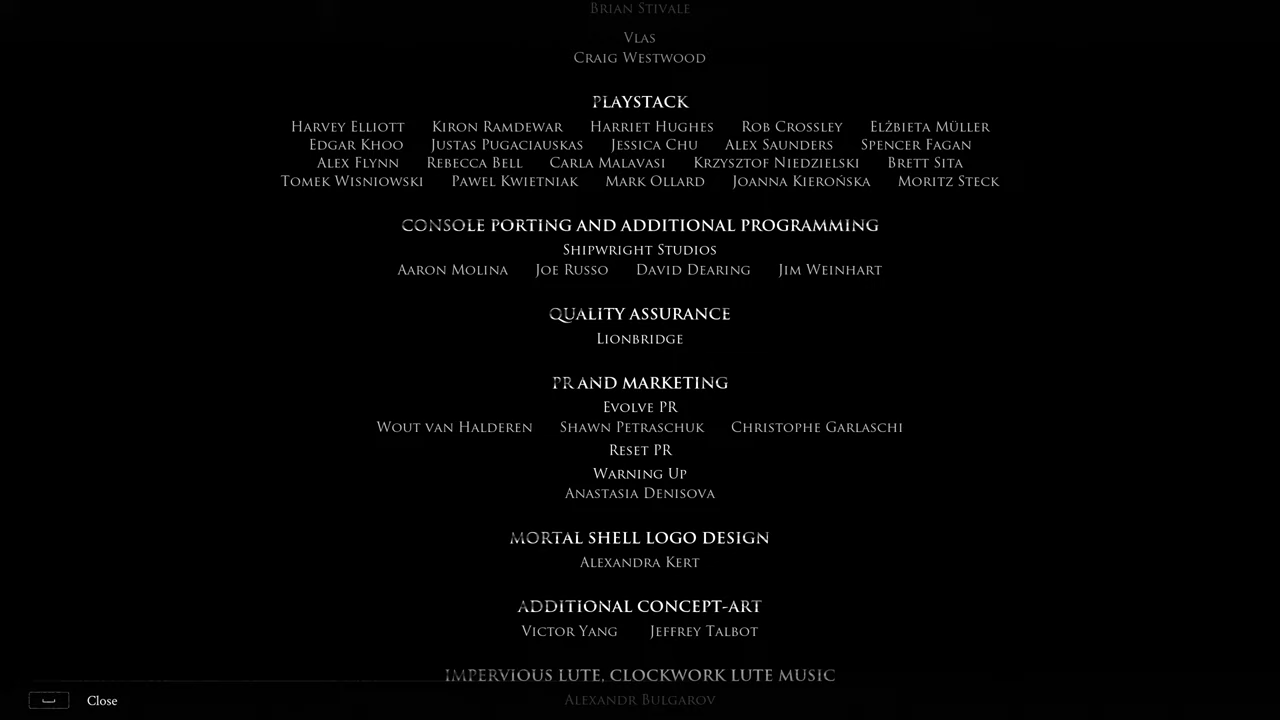 Brian Stivale
Vlas
Craig Westwood
PLAYSTACK
Harvey Elliott Kiron Ramdewar Harriet Hughes Rob Crossley Elżbieta Müller
Edgar Khoo Justas Pugaciauskas Jessica Chu Alex Saunders Spencer Fagan
Alex Flynn Rebecca Bell Carla Malavasi Krzysztof Niedzielski Brett Sita
Tomek Wisniowski Pawel Kwietniak Mark Ollard Joanna Kierońska Moritz Steck
CONSOLE PORTING AND ADDITIONAL PROGRAMMING
Shipwright Studios
Aaron Molina Joe Russo David Dearing Jim Weinhart
QUALITY ASSURANCE
Lionbridge
PR AND MARKETING
Evolve PR
Wout van Halderen Shawn Petraschuk Christophe Garlaschi
Reset PR
Warning Up
Anastasia Denisova
MORTAL SHELL LOGO DESIGN
Alexandra Kert
ADDITIONAL CONCEPT-ART
Victor Yang Jeffrey Talbot
IMPERVIOUS LUTE, CLOCKWORK LUTE MUSIC
Alexandr Bulgarov
Close